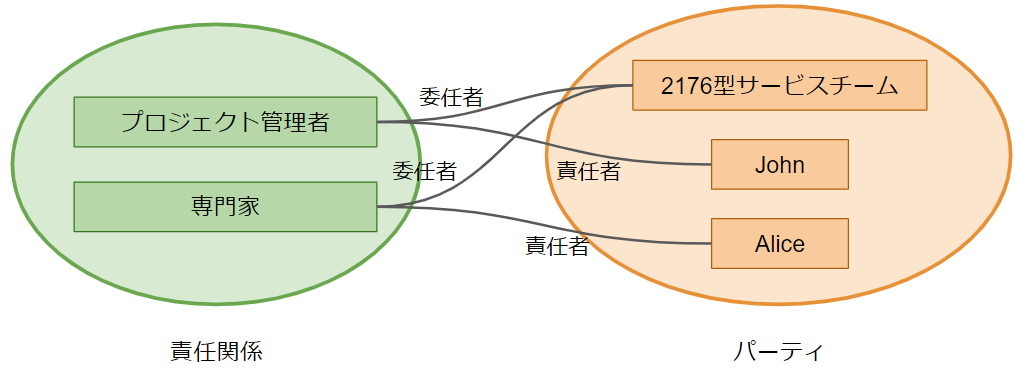 2176型サービスチーム
委任者
プロジェクト管理者
John
委任者
責任者
専門家
Alice
責任者
責任関係
パーティ